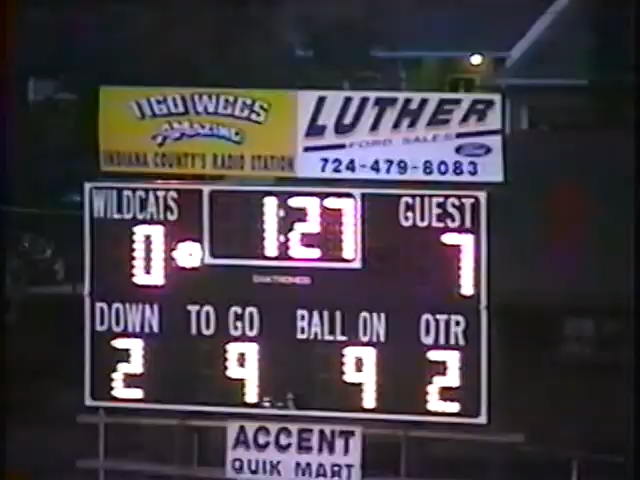 1160 WCCS
AMAZING
INDIANA COUNTY'S RADIO STATION
LUTHER
FORD SALES
Ford
724-479-8083
WILDCATS 1:27 GUEST
0 7
DAKTRONICS
DOWN TO GO BALL ON QTR
2 9 9 2
ACCENT
QUIK MART